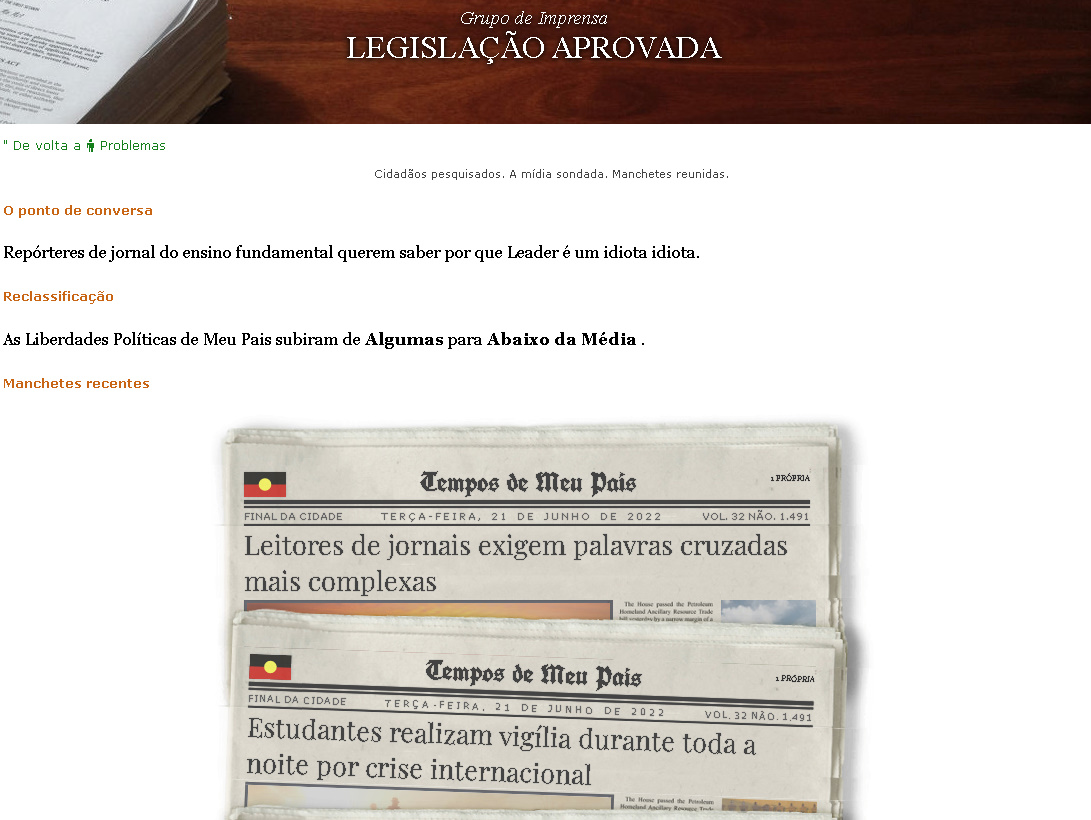 Grupo de Imprensa
LEGISLAÇÃO APROVADA
" De volta a Problemas
Cidadãos pesquisados. A mídia sondada. Manchetes reunidas.
O ponto de conversa
Repórteres de jornal do ensino fundamental querem saber por que Leader é um idiota idiota.
Reclassificação
As Liberdades Políticas de Meu Pais subiram de Algumas para Abaixo da Média .
Manchetes recentes
Tempos de Meu Pais
1 PRÓPRIA
FINAL DA CIDADE TERÇA-FEIRA, 21 DE JUNHO DE 2022 VOL. 32 NÃO. 1.491
Leitores de jornais exigem palavras cruzadas
mais complexas
The House passed the Petroleum
Homeland Ancillary Resource Trade
bill yesterday by a narrow margin of a
Tempos de Meu Pais
1 PRÓPRIA
FINAL DA CIDADE TERÇA-FEIRA, 21 DE JUNHO DE 2022 VOL. 32 NÃO. 1.491
Estudantes realizam vigília durante toda a
noite por crise internacional
The House passed the Petroleum
Homeland Ancillary Resource Trade